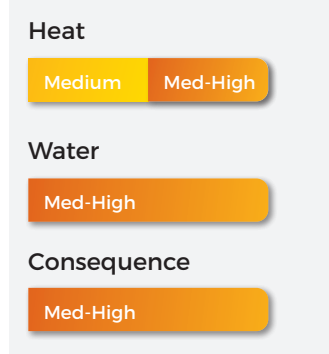 Heat
Medium Med-High
Water
Med-High
Consequence
Med-High